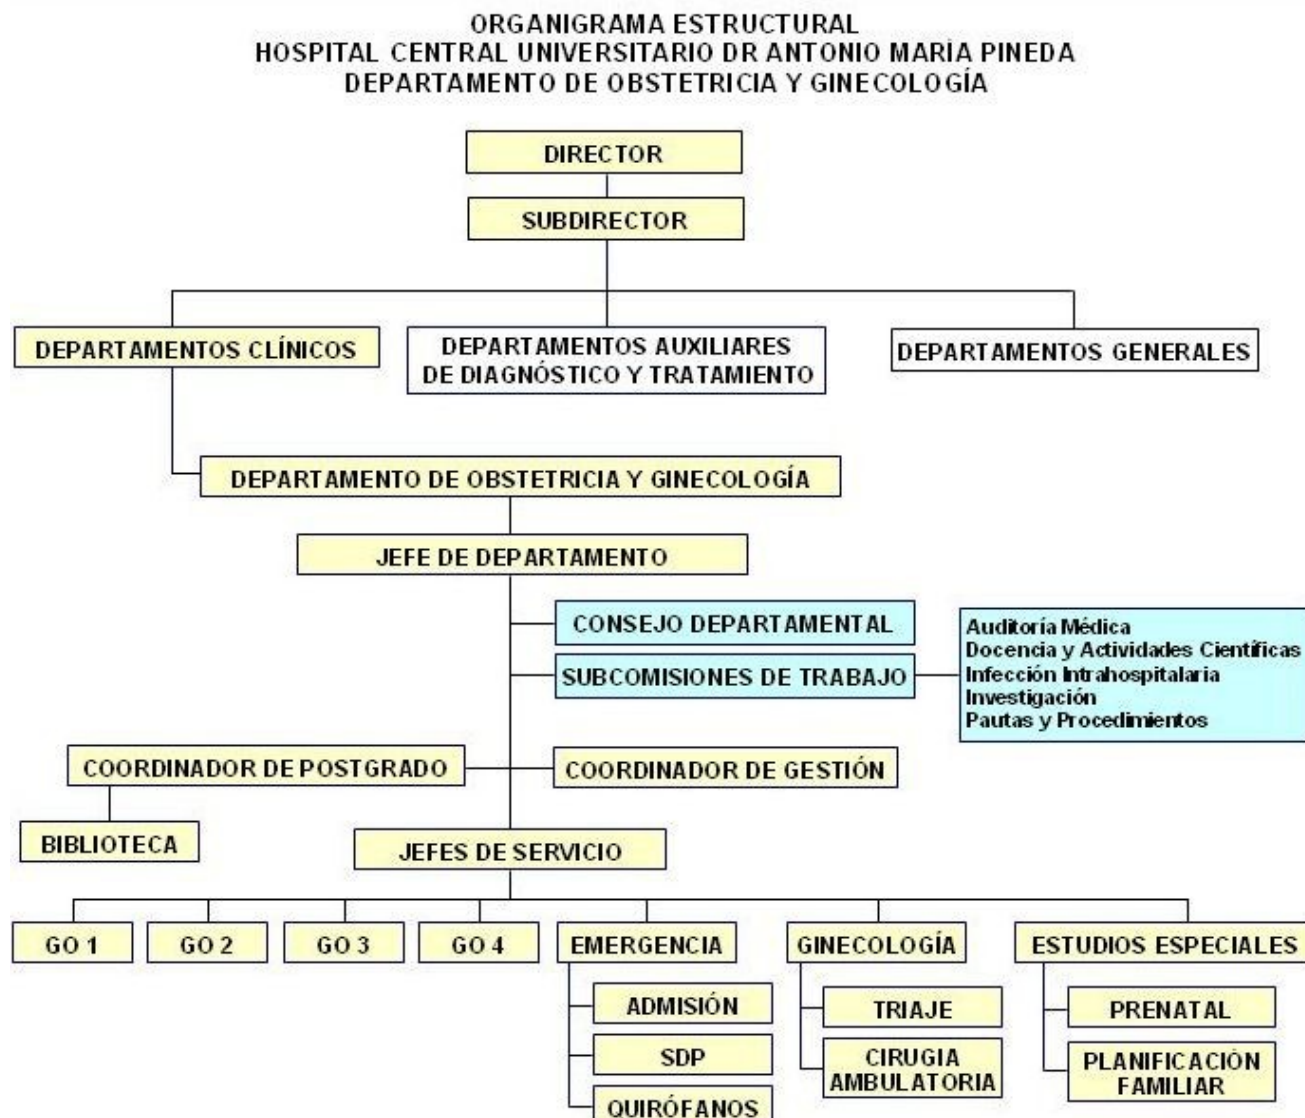 ORGANIGRAMA ESTRUCTURAL
HOSPITAL CENTRAL UNIVERSITARIO DR ANTONIO MARÍA PINEDA
DEPARTAMENTO DE OBSTETRICIA Y GINECOLOGÍA
DIRECTOR
SUBDIRECTOR
DEPARTAMENTOS CLÍNICOS
DEPARTAMENTOS AUXILIARES
DE DIAGNÓSTICO Y TRATAMIENTO
DEPARTAMENTOS GENERALES
DEPARTAMENTO DE OBSTETRICIA Y GINECOLOGÍA
JEFE DE DEPARTAMENTO
CONSEJO DEPARTAMENTAL
SUBCOMISIONES DE TRABAJO
Auditoría Médica
Docencia y Actividades Científicas
Infección Intrahospitalaria
Investigación
Pautas y Procedimientos
COORDINADOR DE POSTGRADO
COORDINADOR DE GESTIÓN
BIBLIOTECA
JEFES DE SERVICIO
GO 1
GO 2
GO 3
GO 4
EMERGENCIA
GINECOLOGÍA
ESTUDIOS ESPECIALES
ADMISIÓN
TRIAJE
PRENATAL
SDP
CIRUGIA
AMBULATORIA
PLANIFICACIÓN
FAMILIAR
QUIRÓFANOS